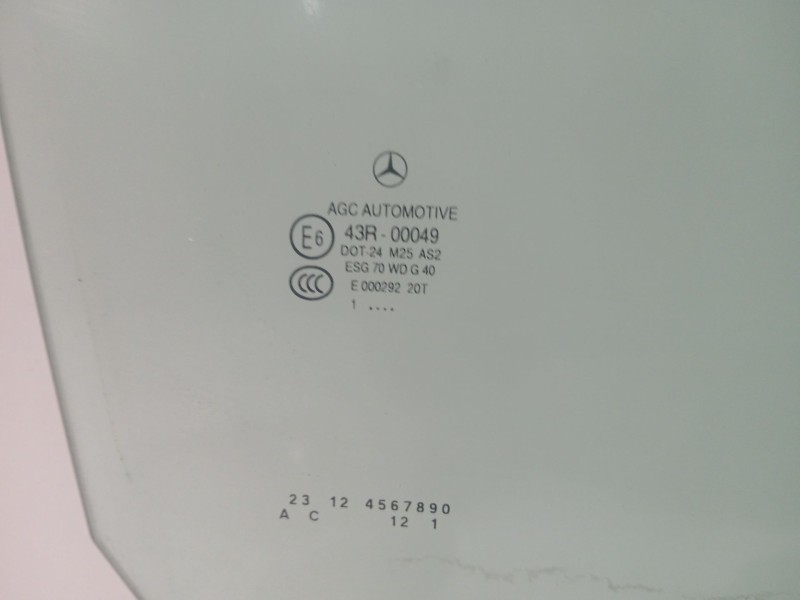 AGC AUTOMOTIVE
E6 43R - 00049
DOT-24 M25 AS2
ESG 70 WD G 40
CCC
E 000292 20T
1 ....
23 12 4567890
A C 12 1